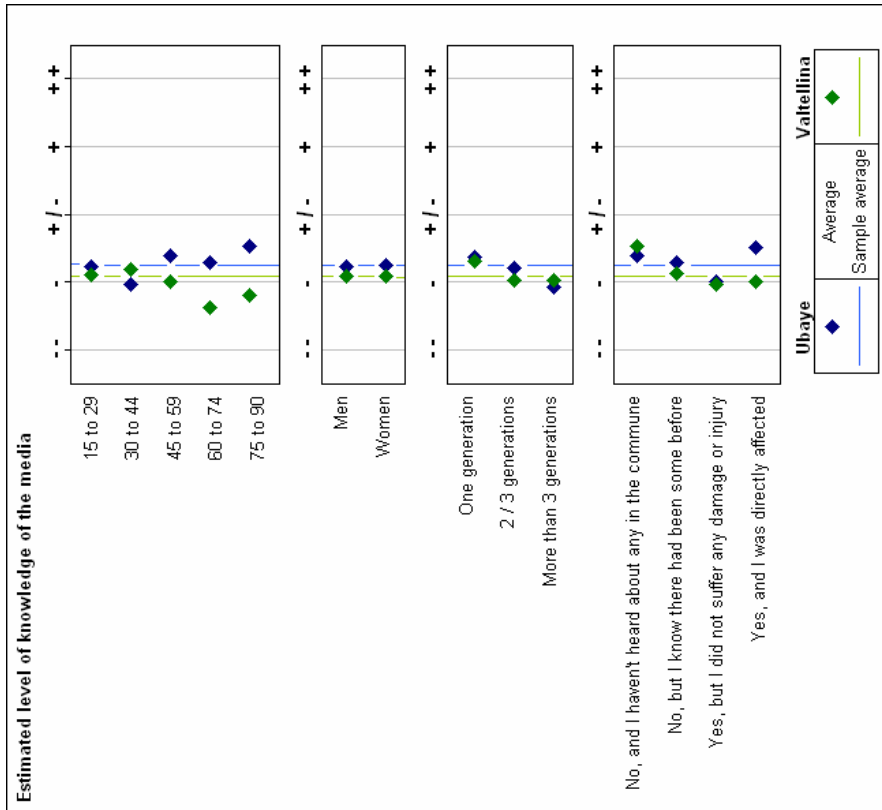 Estimated level of knowledge of the media
- -
-
+ / -
+
+ +
15 to 29
30 to 44
45 to 59
60 to 74
75 to 90
- -
-
+ / -
+
+ +
Men
Women
- -
-
+ / -
+
+ +
One generation
2 / 3 generations
More than 3 generations
- -
-
+ / -
+
+ +
No, and I haven't heard about any in the commune
No, but I know there had been some before
Yes, but I did not suffer any damage or injury
Yes, and I was directly affected
Ubaye
Valtellina
Average
Sample average